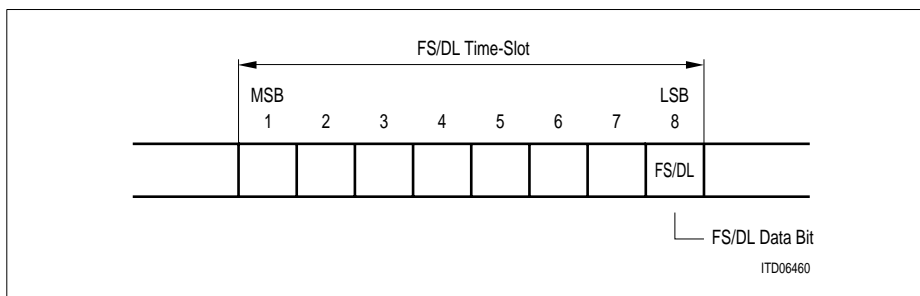 FS/DL Time-Slot
MSB LSB
1 2 3 4 5 6 7 8
FS/DL
FS/DL Data Bit
ITD06460